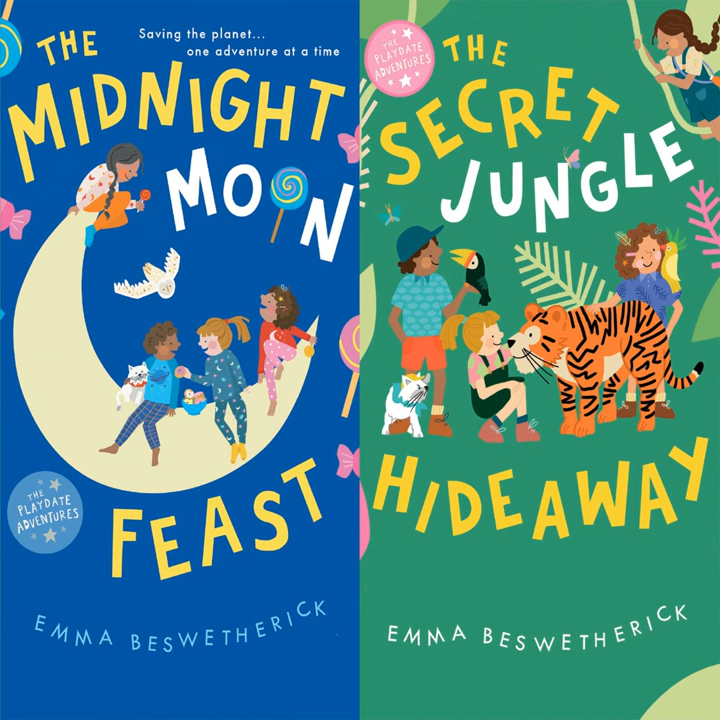 Saving the planet...
one adventure at a time
THE
MIDNIGHT
MOON
FEAST
THE
PLAYDATE
ADVENTURES
EMMA BESWETHERICK
THE
PLAYDATE
ADVENTURES
THE
SECRET
JUNGLE
HIDEAWAY
EMMA BESWETHERICK